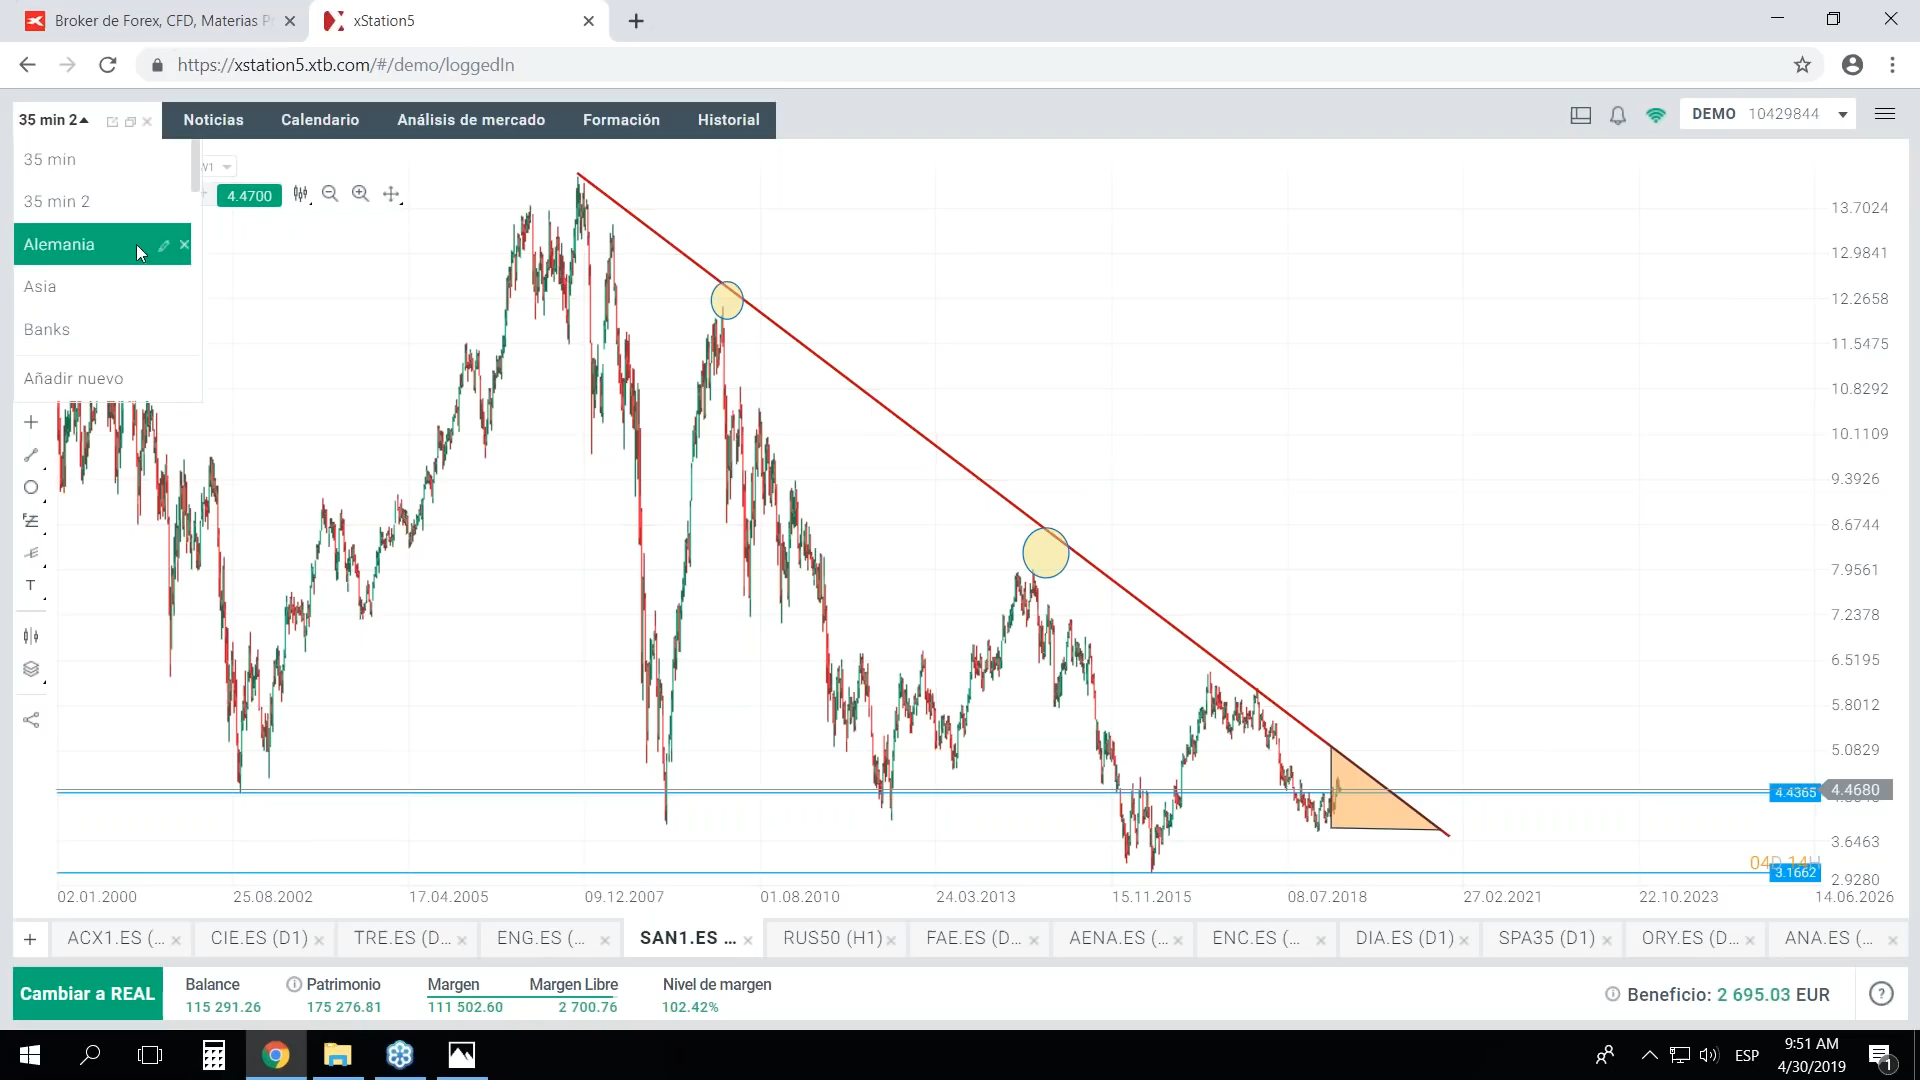 Broker de Forex, CFD, Materias Pr
xStation5
https://xstation5.xtb.com/#/demo/loggedIn
35 min 2
Noticias
Calendario
Análisis de mercado
Formación
Historial
DEMO 10429844
35 min
W1
35 min 2
4.4700
Alemania
Asia
Banks
Añadir nuevo
T
13.7024
12.9841
12.2658
11.5475
10.8292
10.1109
9.3926
8.6744
7.9561
7.2378
6.5195
5.8012
5.0829
4.4365
4.4680
3.6463
3.1662
2.9280
02.01.2000
25.08.2002
17.04.2005
09.12.2007
01.08.2010
24.03.2013
15.11.2015
08.07.2018
27.02.2021
22.10.2023
14.06.2026
ACX1.ES (...
CIE.ES (D1)
TRE.ES (D...
ENG.ES (...
SAN1.ES ...
RUS50 (H1)
FAE.ES (D...
AENA.ES (...
ENC.ES (...
DIA.ES (D1)
SPA35 (D1)
ORY.ES (D...
ANA.ES (...
Cambiar a REAL
Balance
115 291.26
Patrimonio
175 276.81
Margen
111 502.60
Margen Libre
2 700.76
Nivel de margen
102.42%
Beneficio: 2 695.03 EUR
ESP
9:51 AM
4/30/2019
1